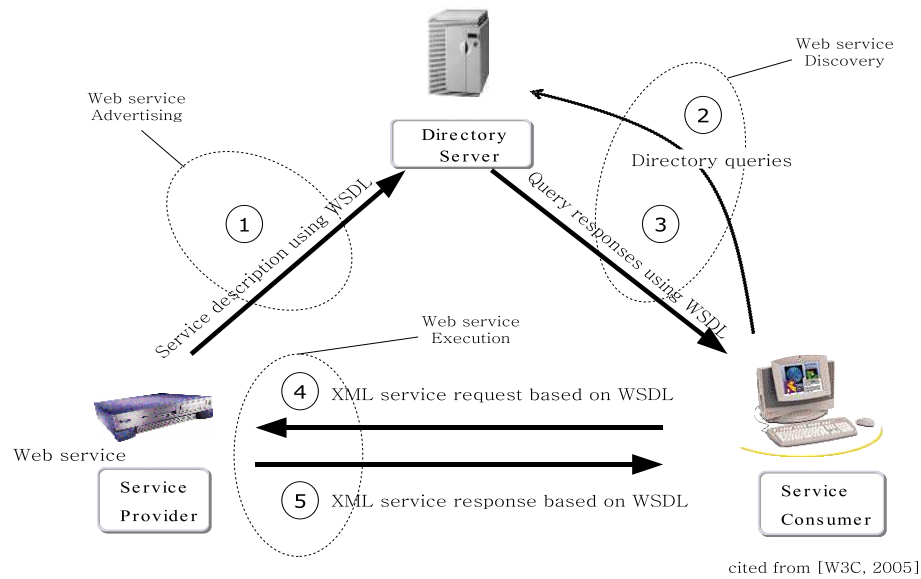 Web service
Discovery
Web service
Advertising
2
Directory
Server
Directory queries
1
Service description using WSDL
Query responses using WSDL
3
Web service
Execution
4 XML service request based on WSDL
Web service
Service
Provider
5 XML service response based on WSDL
Service
Consumer
cited from [W3C, 2005]